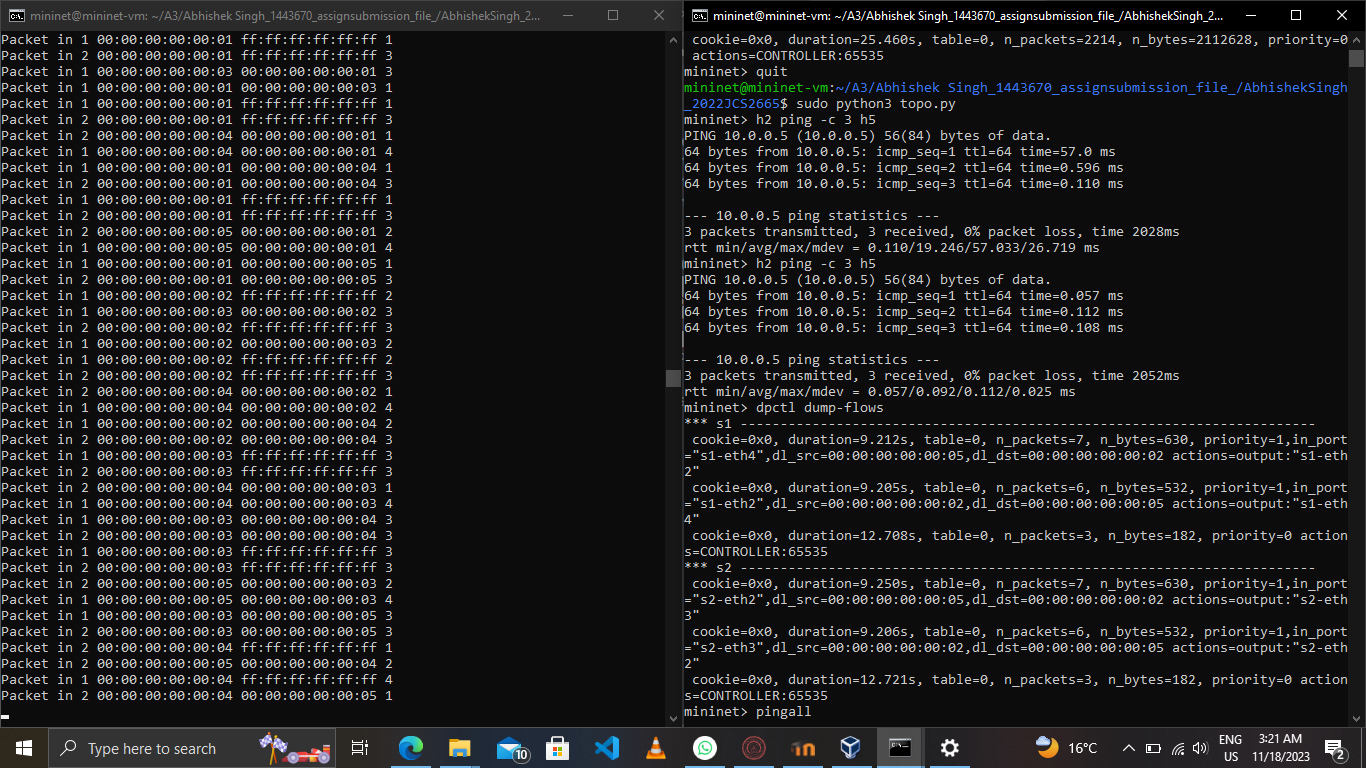 mininet@mininet-vm: ~/A3/Abhishek Singh_1443670_assignsubmission_file_/AbhishekSingh_2...
Packet in 1 00:00:00:00:00:01 ff:ff:ff:ff:ff:ff 1
Packet in 2 00:00:00:00:00:01 ff:ff:ff:ff:ff:ff 3
Packet in 1 00:00:00:00:00:03 00:00:00:00:00:01 3
Packet in 1 00:00:00:00:00:01 00:00:00:00:00:03 1
Packet in 1 00:00:00:00:00:01 ff:ff:ff:ff:ff:ff 1
Packet in 2 00:00:00:00:00:01 ff:ff:ff:ff:ff:ff 3
Packet in 2 00:00:00:00:00:04 00:00:00:00:00:01 1
Packet in 1 00:00:00:00:00:04 00:00:00:00:00:01 4
Packet in 1 00:00:00:00:00:01 00:00:00:00:00:04 1
Packet in 2 00:00:00:00:00:01 00:00:00:00:00:04 3
Packet in 1 00:00:00:00:00:01 ff:ff:ff:ff:ff:ff 1
Packet in 2 00:00:00:00:00:01 ff:ff:ff:ff:ff:ff 3
Packet in 2 00:00:00:00:00:05 00:00:00:00:00:01 2
Packet in 1 00:00:00:00:00:05 00:00:00:00:00:01 4
Packet in 1 00:00:00:00:00:01 00:00:00:00:00:05 1
Packet in 2 00:00:00:00:00:01 00:00:00:00:00:05 3
Packet in 1 00:00:00:00:00:02 ff:ff:ff:ff:ff:ff 2
Packet in 1 00:00:00:00:00:03 00:00:00:00:00:02 3
Packet in 2 00:00:00:00:00:02 ff:ff:ff:ff:ff:ff 3
Packet in 1 00:00:00:00:00:02 00:00:00:00:00:03 2
Packet in 1 00:00:00:00:00:02 ff:ff:ff:ff:ff:ff 2
Packet in 2 00:00:00:00:00:02 ff:ff:ff:ff:ff:ff 3
Packet in 2 00:00:00:00:00:04 00:00:00:00:00:02 1
Packet in 1 00:00:00:00:00:04 00:00:00:00:00:02 4
Packet in 1 00:00:00:00:00:02 00:00:00:00:00:04 2
Packet in 2 00:00:00:00:00:02 00:00:00:00:00:04 3
Packet in 1 00:00:00:00:00:03 ff:ff:ff:ff:ff:ff 3
Packet in 2 00:00:00:00:00:03 ff:ff:ff:ff:ff:ff 3
Packet in 2 00:00:00:00:00:04 00:00:00:00:00:03 1
Packet in 1 00:00:00:00:00:04 00:00:00:00:00:03 4
Packet in 1 00:00:00:00:00:03 00:00:00:00:00:04 3
Packet in 2 00:00:00:00:00:03 00:00:00:00:00:04 3
Packet in 1 00:00:00:00:00:03 ff:ff:ff:ff:ff:ff 3
Packet in 2 00:00:00:00:00:03 ff:ff:ff:ff:ff:ff 3
Packet in 2 00:00:00:00:00:05 00:00:00:00:00:03 2
Packet in 1 00:00:00:00:00:05 00:00:00:00:00:03 4
Packet in 1 00:00:00:00:00:03 00:00:00:00:00:05 3
Packet in 2 00:00:00:00:00:03 00:00:00:00:00:05 3
Packet in 2 00:00:00:00:00:04 ff:ff:ff:ff:ff:ff 1
Packet in 2 00:00:00:00:00:05 00:00:00:00:00:04 2
Packet in 1 00:00:00:00:00:04 ff:ff:ff:ff:ff:ff 4
Packet in 2 00:00:00:00:00:04 00:00:00:00:00:05 1
mininet@mininet-vm: ~/A3/Abhishek Singh_1443670_assignsubmission_file_/AbhishekSingh_2...
cookie=0x0, duration=25.460s, table=0, n_packets=2214, n_bytes=2112628, priority=0
actions=CONTROLLER:65535
mininet> quit
mininet@mininet-vm:~/A3/Abhishek Singh_1443670_assignsubmission_file_/AbhishekSingh
_2022JCS2665$ sudo python3 topo.py
mininet> h2 ping -c 3 h5
PING 10.0.0.5 (10.0.0.5) 56(84) bytes of data.
64 bytes from 10.0.0.5: icmp_seq=1 ttl=64 time=57.0 ms
64 bytes from 10.0.0.5: icmp_seq=2 ttl=64 time=0.596 ms
64 bytes from 10.0.0.5: icmp_seq=3 ttl=64 time=0.110 ms
--- 10.0.0.5 ping statistics ---
3 packets transmitted, 3 received, 0% packet loss, time 2028ms
rtt min/avg/max/mdev = 0.110/19.246/57.033/26.719 ms
mininet> h2 ping -c 3 h5
PING 10.0.0.5 (10.0.0.5) 56(84) bytes of data.
64 bytes from 10.0.0.5: icmp_seq=1 ttl=64 time=0.057 ms
64 bytes from 10.0.0.5: icmp_seq=2 ttl=64 time=0.112 ms
64 bytes from 10.0.0.5: icmp_seq=3 ttl=64 time=0.108 ms
--- 10.0.0.5 ping statistics ---
3 packets transmitted, 3 received, 0% packet loss, time 2052ms
rtt min/avg/max/mdev = 0.057/0.092/0.112/0.025 ms
mininet> dpctl dump-flows
*** s1 ------------------------------------------------------------------------
cookie=0x0, duration=9.212s, table=0, n_packets=7, n_bytes=630, priority=1,in_port
="s1-eth4",dl_src=00:00:00:00:00:05,dl_dst=00:00:00:00:00:02 actions=output:"s1-eth
2"
cookie=0x0, duration=9.205s, table=0, n_packets=6, n_bytes=532, priority=1,in_port
="s1-eth2",dl_src=00:00:00:00:00:02,dl_dst=00:00:00:00:00:05 actions=output:"s1-eth
4"
cookie=0x0, duration=12.708s, table=0, n_packets=3, n_bytes=182, priority=0 action
s=CONTROLLER:65535
*** s2 ------------------------------------------------------------------------
cookie=0x0, duration=9.250s, table=0, n_packets=7, n_bytes=630, priority=1,in_port
="s2-eth2",dl_src=00:00:00:00:00:05,dl_dst=00:00:00:00:00:02 actions=output:"s2-eth
3"
cookie=0x0, duration=9.206s, table=0, n_packets=6, n_bytes=532, priority=1,in_port
="s2-eth3",dl_src=00:00:00:00:00:02,dl_dst=00:00:00:00:00:05 actions=output:"s2-eth
2"
cookie=0x0, duration=12.721s, table=0, n_packets=3, n_bytes=182, priority=0 action
s=CONTROLLER:65535
mininet> pingall
Type here to search
10
16°C
ENG
US
3:21 AM
11/18/2023
2